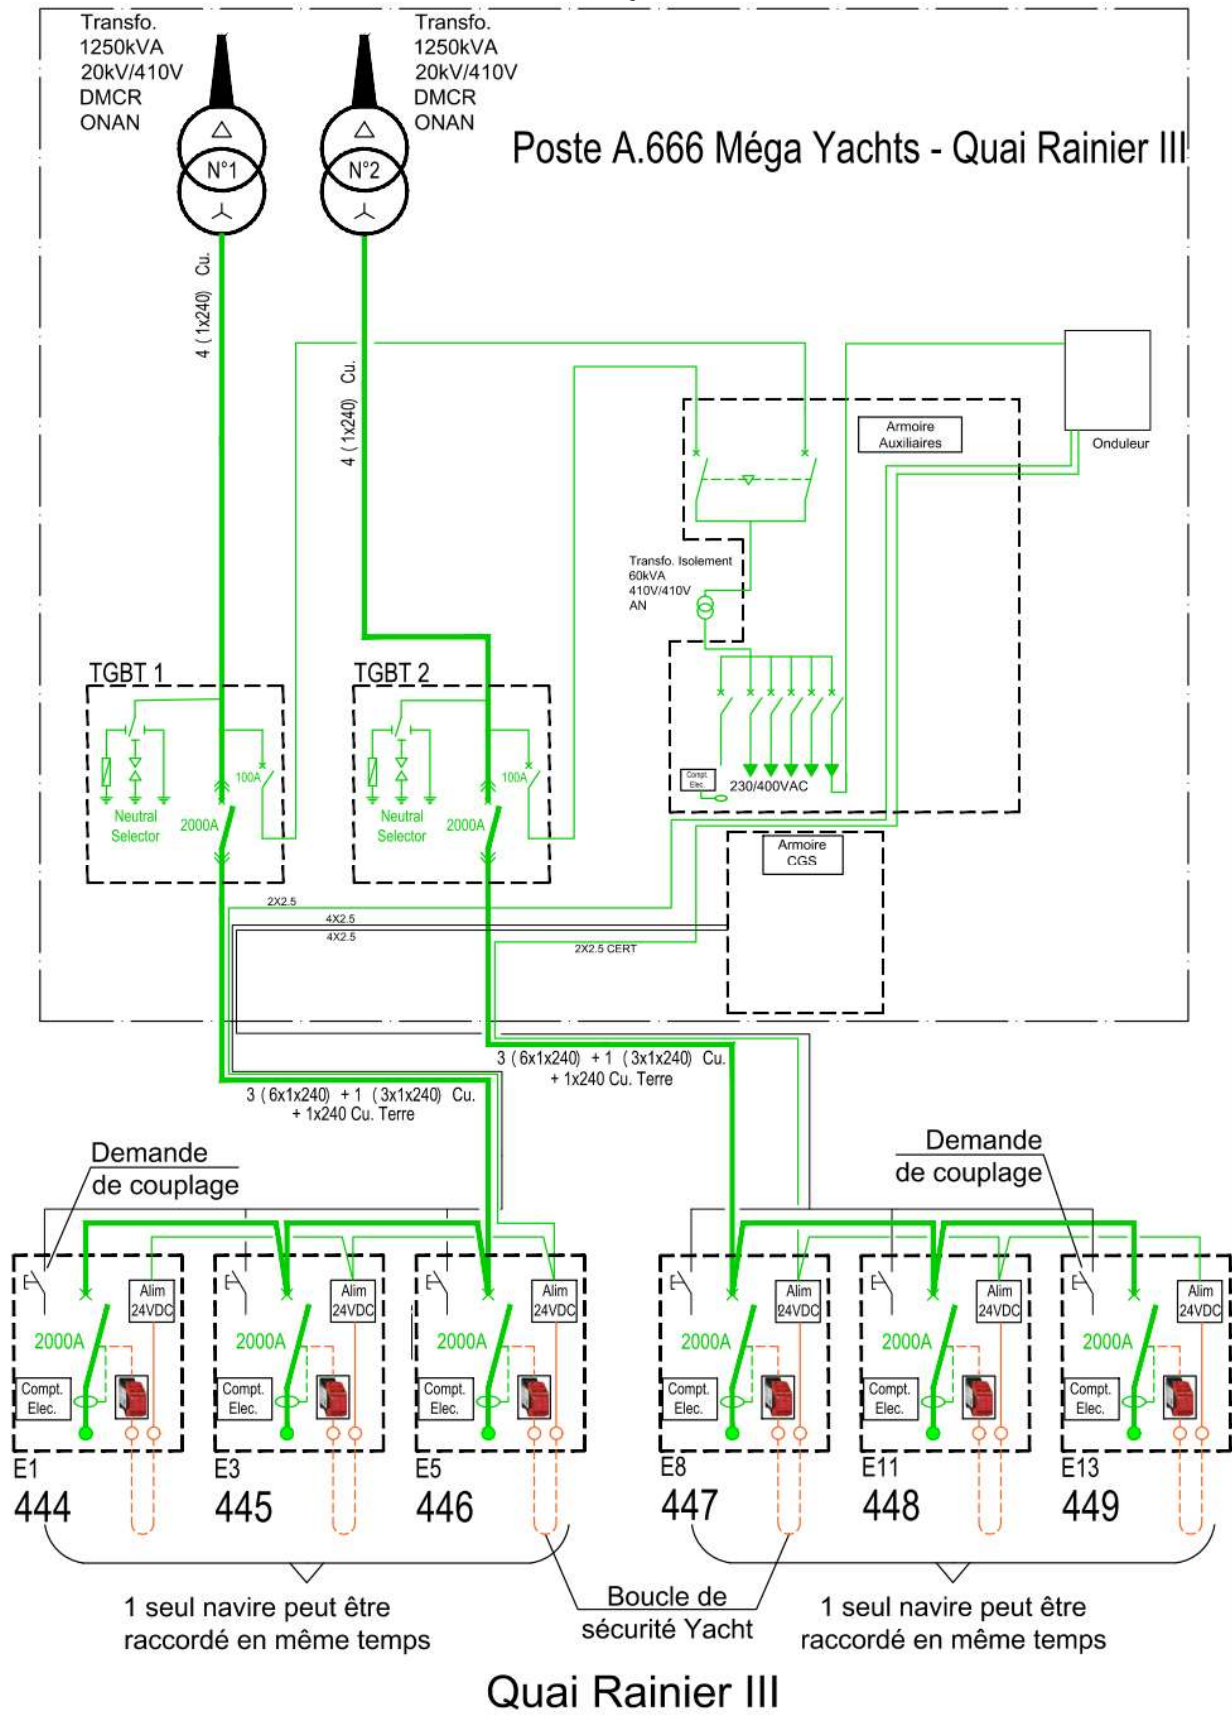 Transfo.
1250kVA
20kV/410V
DMCR
ONAN
Transfo.
1250kVA
20kV/410V
DMCR
ONAN
N°1
N°2
Poste A.666 Méga Yachts - Quai Rainier III
4 (1x240) Cu.
4 (1x240) Cu.
Armoire
Auxiliaires
Onduleur
Transfo. Isolement
60kVA
410V/410V
AN
TGBT 1
TGBT 2
100A
100A
Neutral
Selector
2000A
Neutral
Selector
2000A
Compt.
Elec.
230/400VAC
Armoire
CGS
2X2.5
4X2.5
4X2.5
2X2.5 CERT
3 (6x1x240) + 1 (3x1x240) Cu.
+ 1x240 Cu. Terre
3 (6x1x240) + 1 (3x1x240) Cu.
+ 1x240 Cu. Terre
Demande
de couplage
Demande
de couplage
Alim
24VDC
2000A
Compt.
Elec.
E1
444
Alim
24VDC
2000A
Compt.
Elec.
E3
445
Alim
24VDC
2000A
Compt.
Elec.
E5
446
Alim
24VDC
2000A
Compt.
Elec.
E8
447
Alim
24VDC
2000A
Compt.
Elec.
E11
448
Alim
24VDC
2000A
Compt.
Elec.
E13
449
1 seul navire peut être
raccordé en même temps
Boucle de
sécurité Yacht
1 seul navire peut être
raccordé en même temps
Quai Rainier III